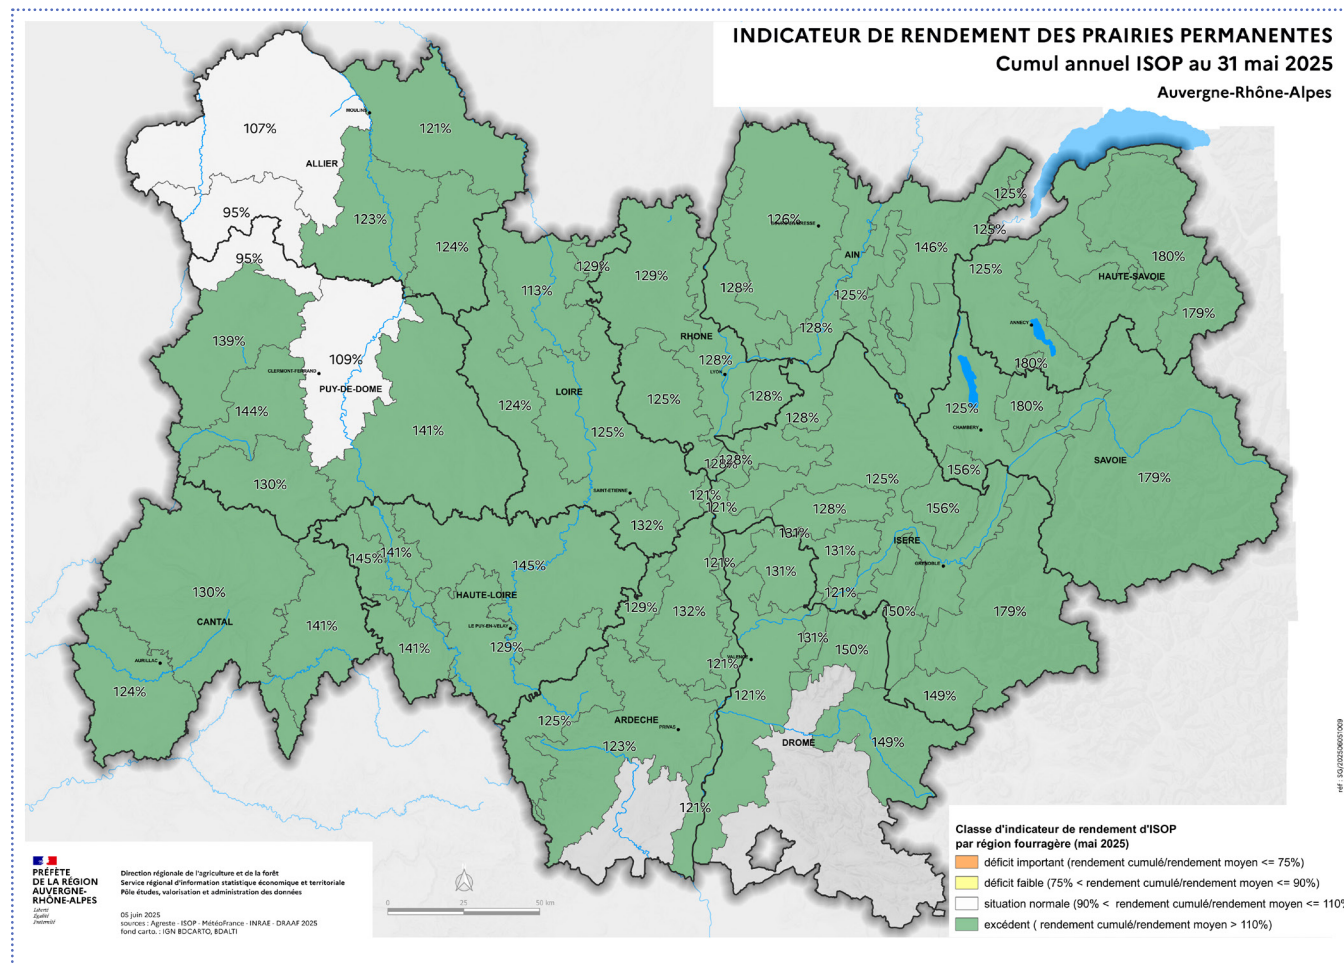 INDICATEUR DE RENDEMENT DES PRAIRIES PERMANENTES
Cumul annuel ISOP au 31 mai 2025
Auvergne-Rhône-Alpes
MOULINS
107%
121%
ALLIER
95%
123%
124%
95%
139%
109%
CLERMONT-FERRAND
PUY-DE-DOME
144%
141%
130%
129%
113%
129%
LOIRE
124%
125%
SAINT-ETIENNE
132%
RHONE
128%
LYON
125%
128%
126%
AIN
146%
128%
125%
128%
125%
125%
125%
180%
HAUTE-SAVOIE
179%
ANNECY
180%
125%
180%
CHAMBERY
SAVOIE
179%
156%
128%
125%
128%
128%
121%
121%
128%
156%
131%
131%
ISERE
121%
131%
GRENOBLE
121%
150%
179%
145%
141%
145%
HAUTE-LOIRE
129%
132%
130%
CANTAL
141%
LE PUY-EN-VELAY
141%
129%
AURILLAC
124%
121%
VALENCE
131%
150%
121%
149%
125%
ARDECHE
PRIVAS
123%
DROME
149%
121%
Classe d'indicateur de rendement d'ISOP
par région fourragère (mai 2025)
déficit important (rendement cumulé/rendement moyen <= 75%)
déficit faible (75% < rendement cumulé/rendement moyen <= 90%)
situation normale (90% < rendement cumulé/rendement moyen <= 110%
excédent ( rendement cumulé/rendement moyen > 110%)
PRÉFÈTE
DE LA RÉGION
AUVERGNE-
RHÔNE-ALPES
Liberté
Égalité
Fraternité
Direction régionale de l'agriculture et de la forêt
Service régional d'information statistique économique et territoriale
Pôle études, valorisation et administration des données
05 juin 2025
sources : Agreste - ISOP - MétéoFrance - INRAE - DRAAF 2025
fond carto. : IGN BDCARTO, BDALTI
0 25 50 km
réf : SG/202506051009